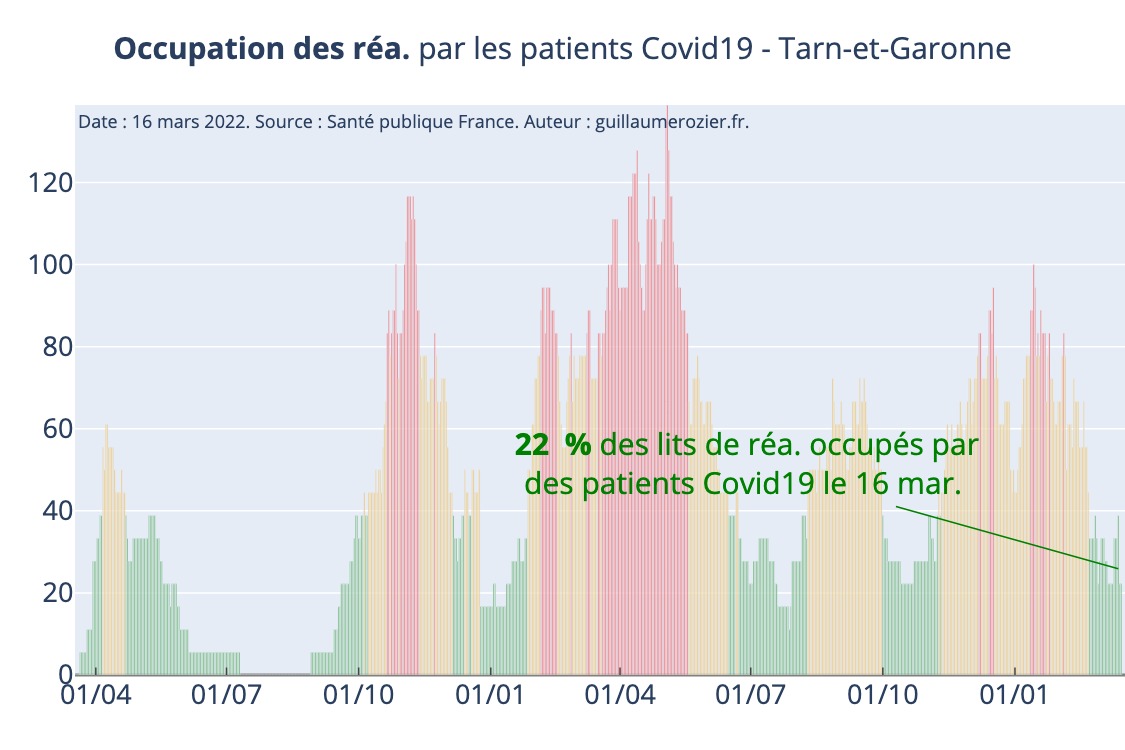 Occupation des réa. par les patients Covid19 - Tarn-et-Garonne
Date : 16 mars 2022. Source : Santé publique France. Auteur : guillaumerozier.fr.
120
100
80
60
22 % des lits de réa. occupés par
des patients Covid19 le 16 mar.
40
20
0
01/04 01/07 01/10 01/01 01/04 01/07 01/10 01/01